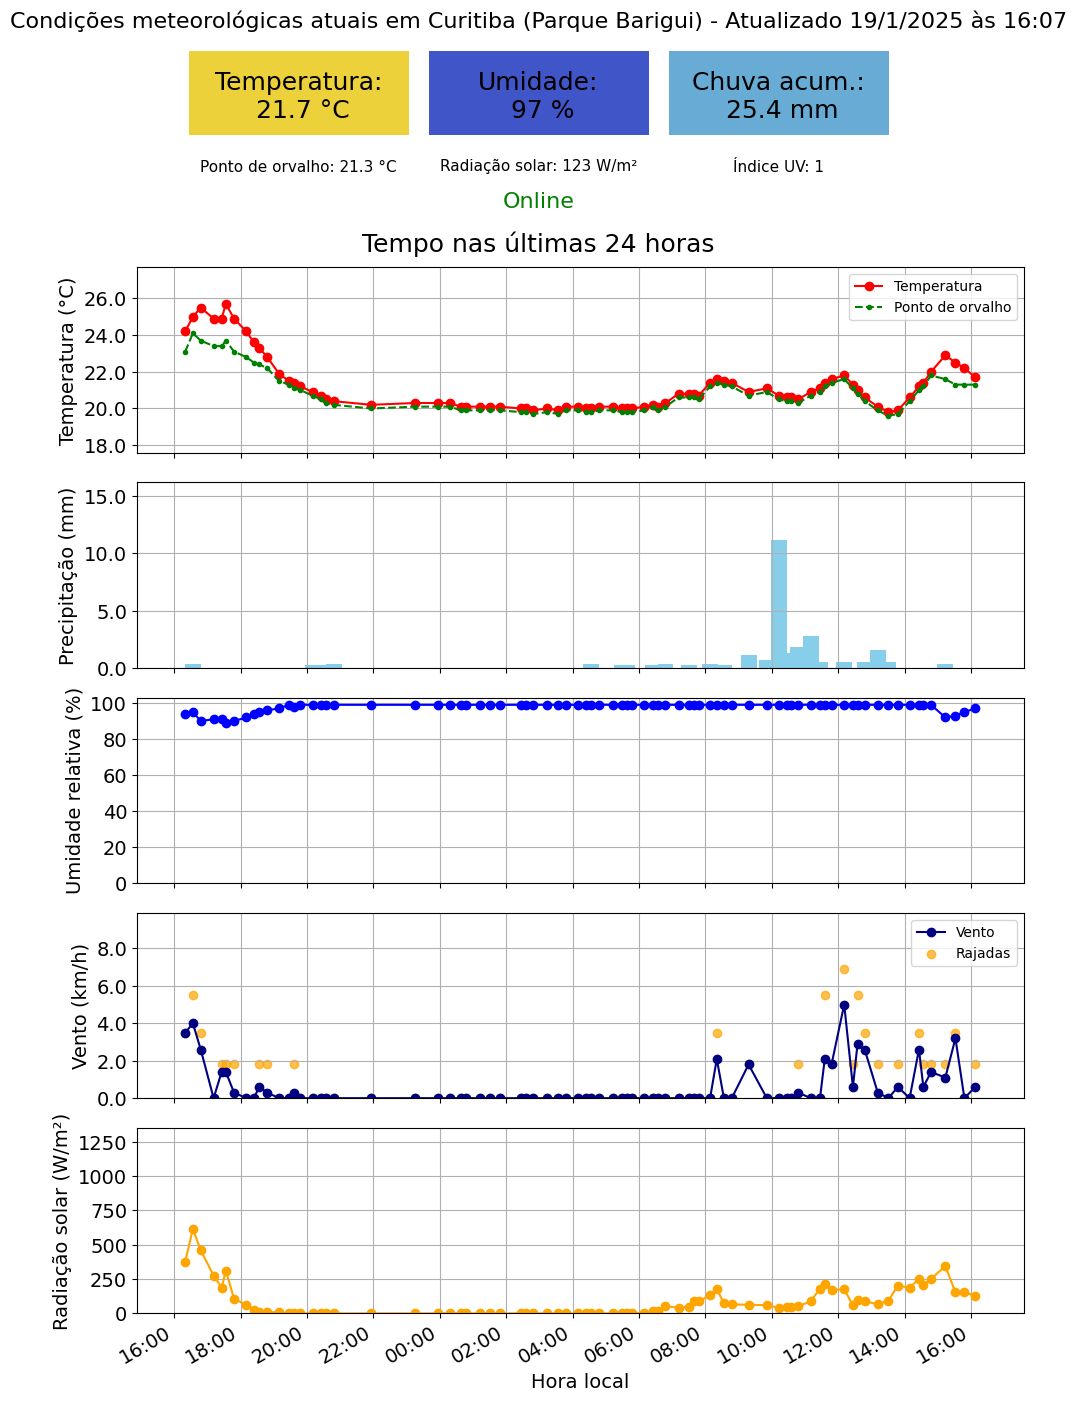 Condições meteorológicas atuais em Curitiba (Parque Barigui) - Atualizado 19/1/2025 às 16:07
Temperatura:
21.7 °C
Umidade:
97 %
Chuva acum.:
25.4 mm
Ponto de orvalho: 21.3 °C
Radiação solar: 123 W/m²
Índice UV: 1
Online
Tempo nas últimas 24 horas
Temperatura (°C)
26.0
24.0
22.0
20.0
18.0
Temperatura
Ponto de orvalho
Precipitação (mm)
15.0
10.0
5.0
0.0
Umidade relativa (%)
100
80
60
40
20
0
Vento (km/h)
8.0
6.0
4.0
2.0
0.0
Vento
Rajadas
Radiação solar (W/m²)
1250
1000
750
500
250
0
16:00
18:00
20:00
22:00
00:00
02:00
04:00
06:00
08:00
10:00
12:00
14:00
16:00
Hora local